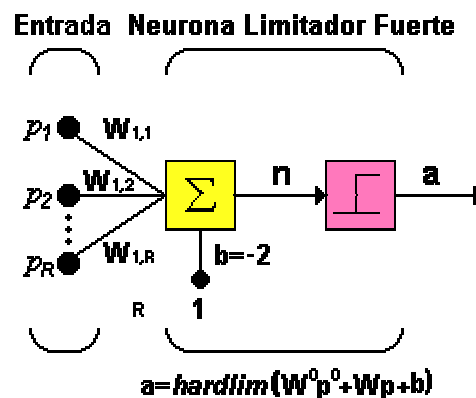 Entrada Neurona Limitador Fuerte
p1 W1,1
p2 W1,2 Σ n a
pR W1,R b=-2
R 1
a=hardlim(W⁰p⁰+Wp+b)